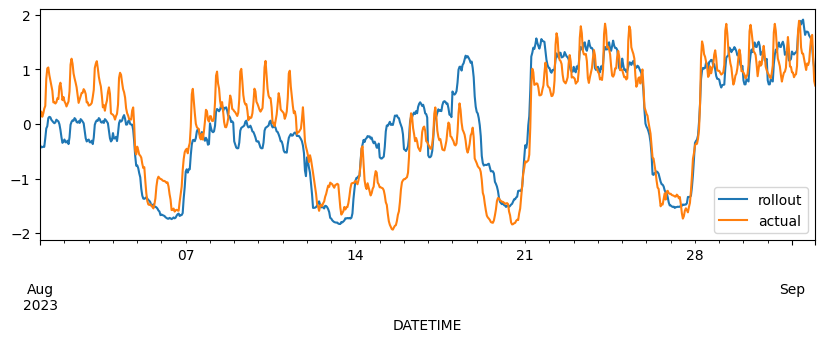 2
1
0
−1
−2
rollout
actual
07
14
21
28
Aug
Sep
2023
DATETIME